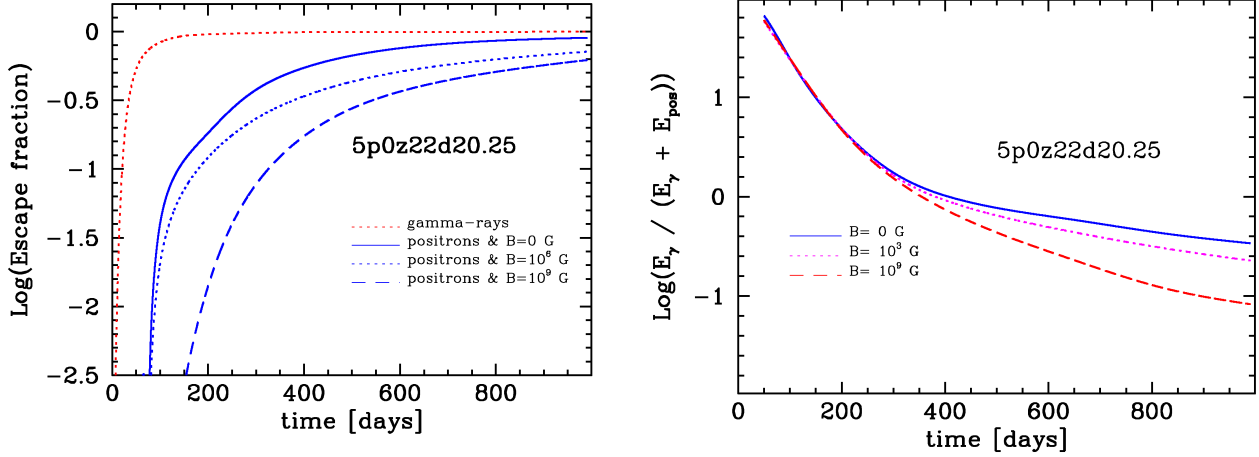 Log(Escape fraction)
0
−0.5
−1
−1.5
−2
−2.5
5p0z22d20.25
gamma−rays
positrons & B=0 G
positrons & B=10⁶ G
positrons & B=10⁹ G
0 200 400 600 800
time [days]
Log(Eγ / (Eγ + Epos))
1
0
−1
5p0z22d20.25
B= 0 G
B= 10³ G
B= 10⁹ G
0 200 400 600 800
time [days]